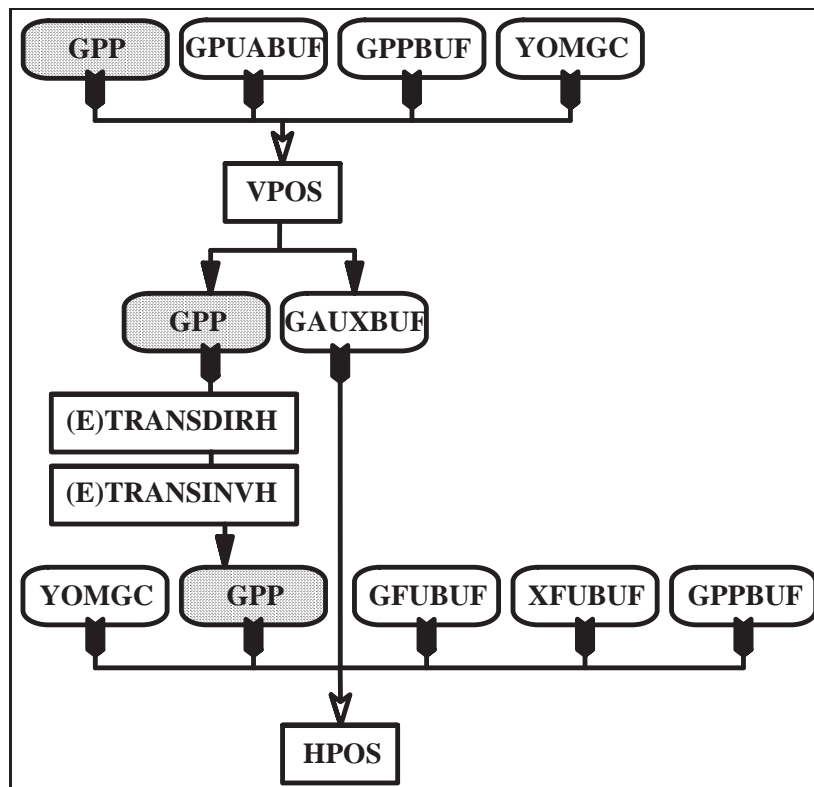 GPP GPUABUF GPPBUF YOMGC
VPOS
GPP GAUXBUF
(E)TRANSDIRH
(E)TRANSINVH
YOMGC GPP GFUBUF XFUBUF GPPBUF
HPOS